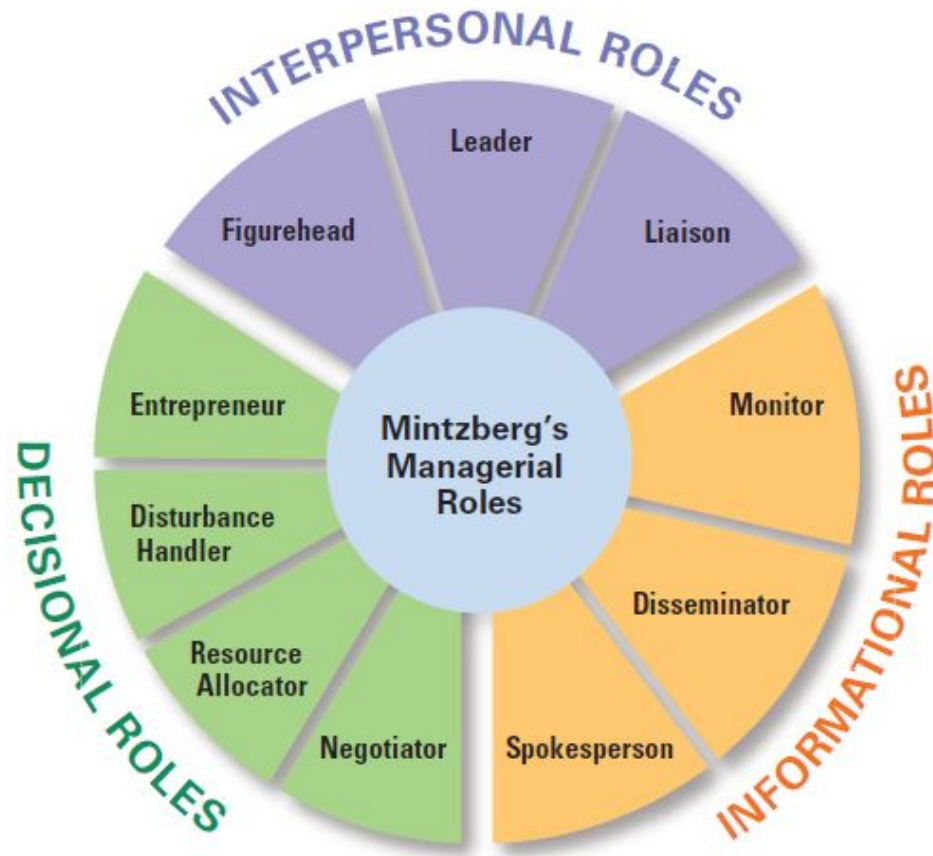 INTERPERSONAL ROLES
Leader
Figurehead
Liaison
Entrepreneur
Monitor
Mintzberg's
Managerial
Roles
Disturbance
Handler
Disseminator
Resource
Allocator
Negotiator
Spokesperson
DECISIONAL ROLES
INFORMATIONAL ROLES